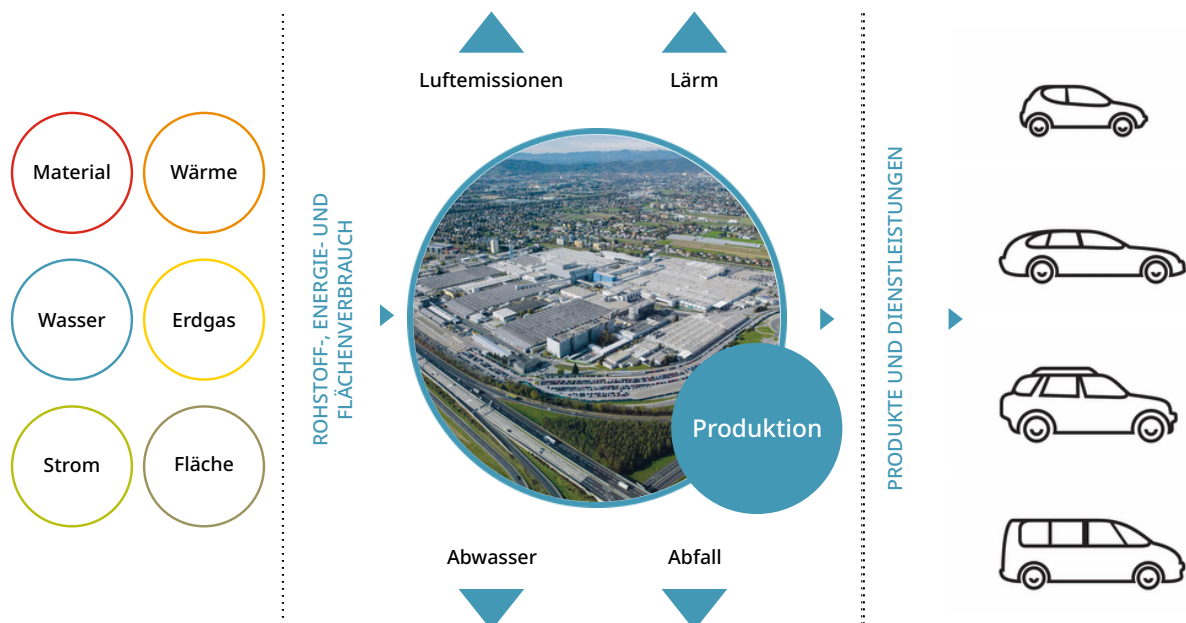 Material
Wärme
Wasser
Erdgas
Strom
Fläche
ROHSTOFF-, ENERGIE- UND
FLÄCHENVERBRAUCH
Luftemissionen
Lärm
Produktion
Abwasser
Abfall
PRODUKTE UND DIENSTLEISTUNGEN